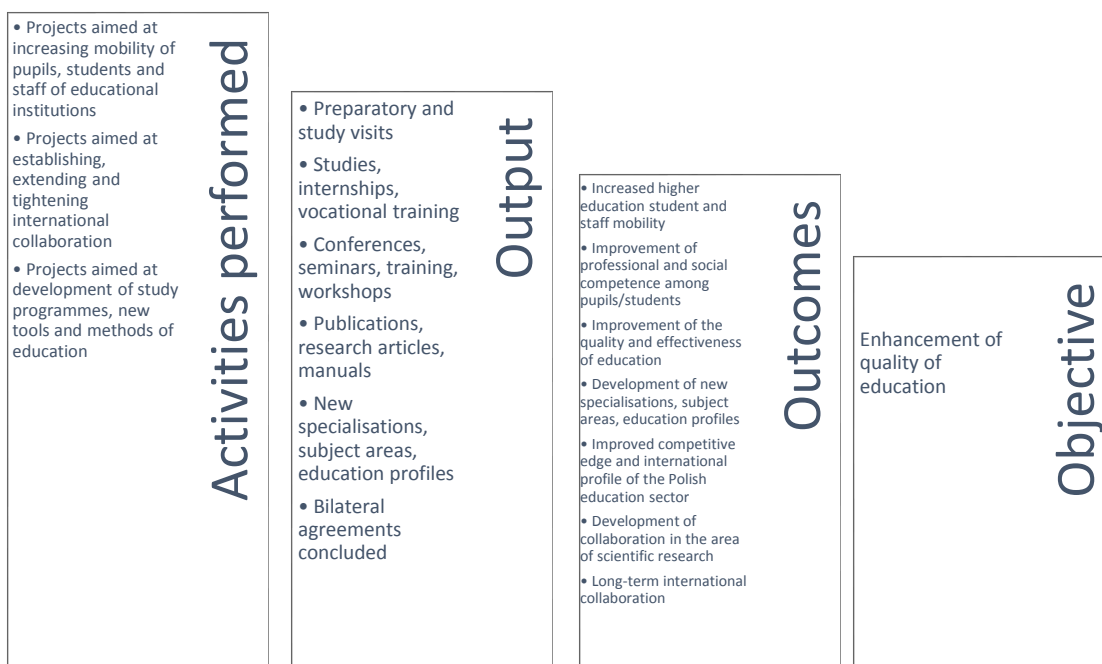 • Projects aimed at
increasing mobility of
pupils, students and
staff of educational
institutions
• Projects aimed at
establishing,
extending and
tightening
international
collaboration
• Projects aimed at
development of study
programmes, new
tools and methods of
education
Activities performed
• Preparatory and
study visits
• Studies,
internships,
vocational training
• Conferences,
seminars, training,
workshops
• Publications,
research articles,
manuals
• New
specialisations,
subject areas,
education profiles
• Bilateral
agreements
concluded
Output
• Increased higher
education student and
staff mobility
• Improvement of
professional and social
competence among
pupils/students
• Improvement of the
quality and effectiveness
of education
• Development of new
specialisations, subject
areas, education profiles
• Improved competitive
edge and international
profile of the Polish
education sector
• Development of
collaboration in the area
of scientific research
• Long-term international
collaboration
Outcomes
Enhancement of
quality of
education
Objective